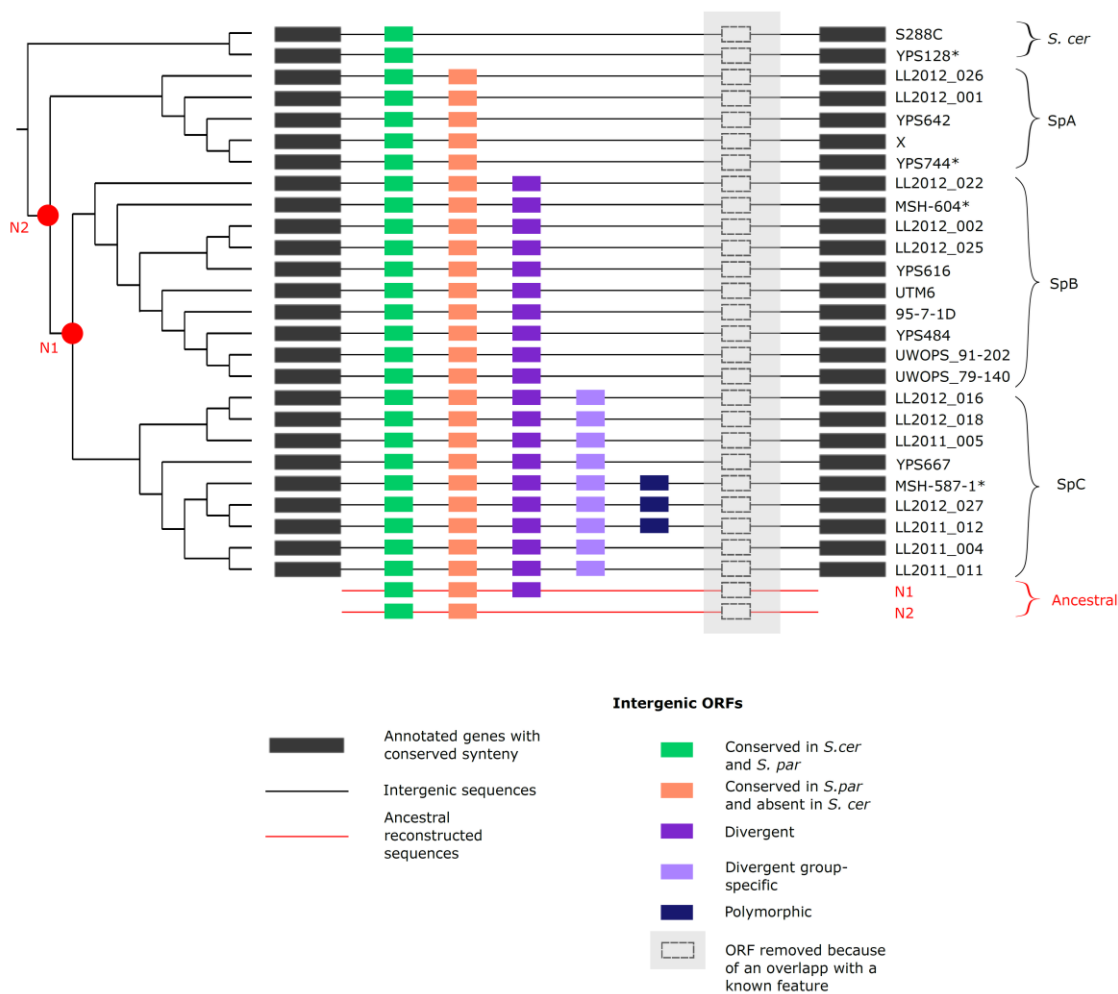 S288C
YPS128*
S. cer
LL2012_026
LL2012_001
YPS642
X
YPS744*
SpA
LL2012_022
MSH-604*
LL2012_002
LL2012_025
YPS616
UTM6
95-7-1D
YPS484
UWOPS_91-202
UWOPS_79-140
SpB
LL2012_016
LL2012_018
LL2011_005
YPS667
MSH-587-1*
LL2012_027
LL2011_012
LL2011_004
LL2011_011
SpC
N1
N2
Ancestral
N2
N1
Annotated genes with
conserved synteny
Intergenic sequences
Ancestral
reconstructed
sequences
Intergenic ORFs
Conserved in S.cer
and S. par
Conserved in S.par
and absent in S. cer
Divergent
Divergent group-
specific
Polymorphic
ORF removed because
of an overlapp with a
known feature